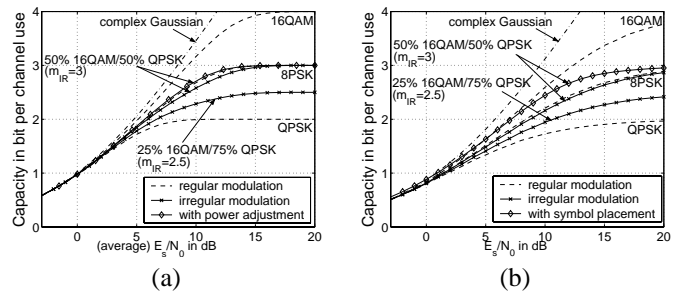 Capacity in bit per channel use
4
3
2
1
0
0
5
10
15
20
(average) E_s/N_0 in dB
complex Gaussian
16QAM
50% 16QAM/50% QPSK
(m_IR=3)
8PSK
QPSK
25% 16QAM/75% QPSK
(m_IR=2.5)
regular modulation
irregular modulation
with power adjustment
(a)
Capacity in bit per channel use
4
3
2
1
0
0
5
10
15
20
E_s/N_0 in dB
complex Gaussian
16QAM
50% 16QAM/50% QPSK
(m_IR=3)
25% 16QAM/75% QPSK
(m_IR=2.5)
8PSK
QPSK
regular modulation
irregular modulation
with symbol placement
(b)